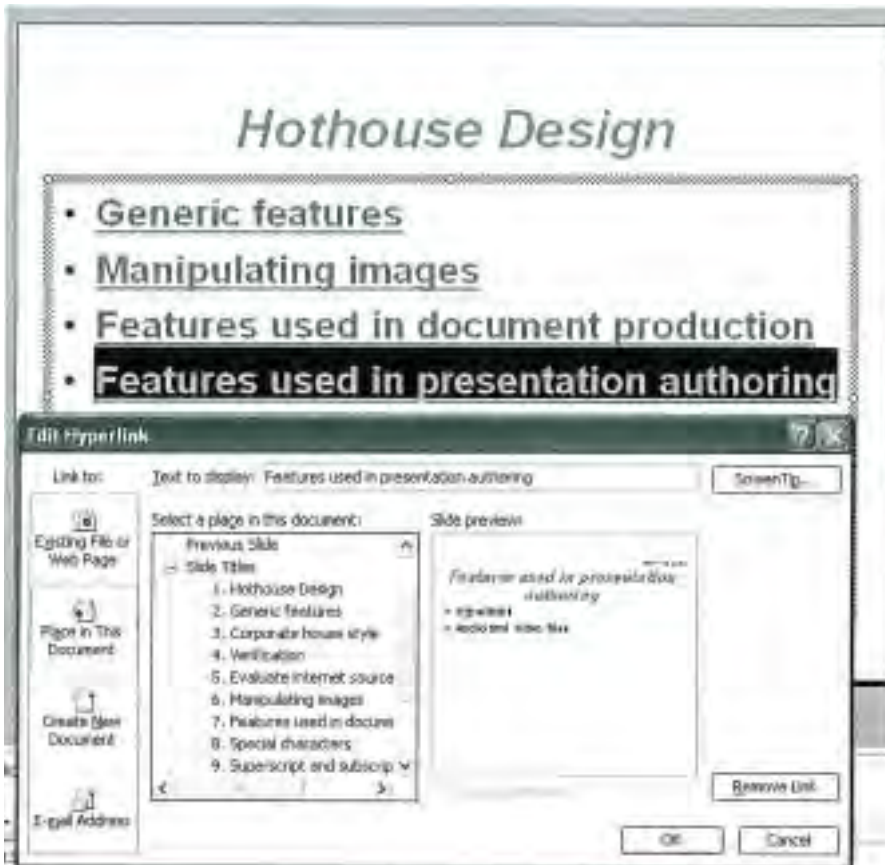 Hothouse Design
• Generic features
• Manipulating images
• Features used in document production
• Features used in presentation authoring
Edit Hyperlink
Link to:
Text to display: Features used in presentation authoring
ScreenTip...
Existing File or
Web Page
Place in This
Document
Create New
Document
E-mail Address
Select a place in this document:
Previous Slide
Slide Titles
1. Hothouse Design
2. Generic features
3. Corporate house style
4. Verification
5. Evaluate internet source
6. Manipulating images
7. Features used in docume
8. Special characters
9. Superscript and subscrip
Slide preview:
Features used in presentation
authoring
• Hyperlinks
video files
Remove Link
OK
Cancel